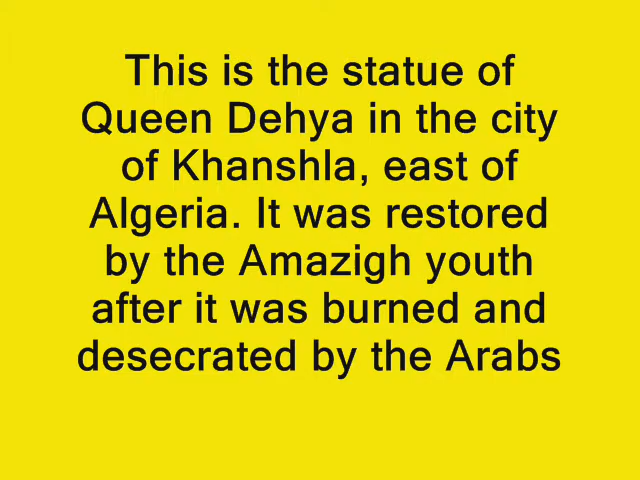 This is the statue of
Queen Dehya in the city
of Khanshla, east of
Algeria. It was restored
by the Amazigh youth
after it was burned and
desecrated by the Arabs